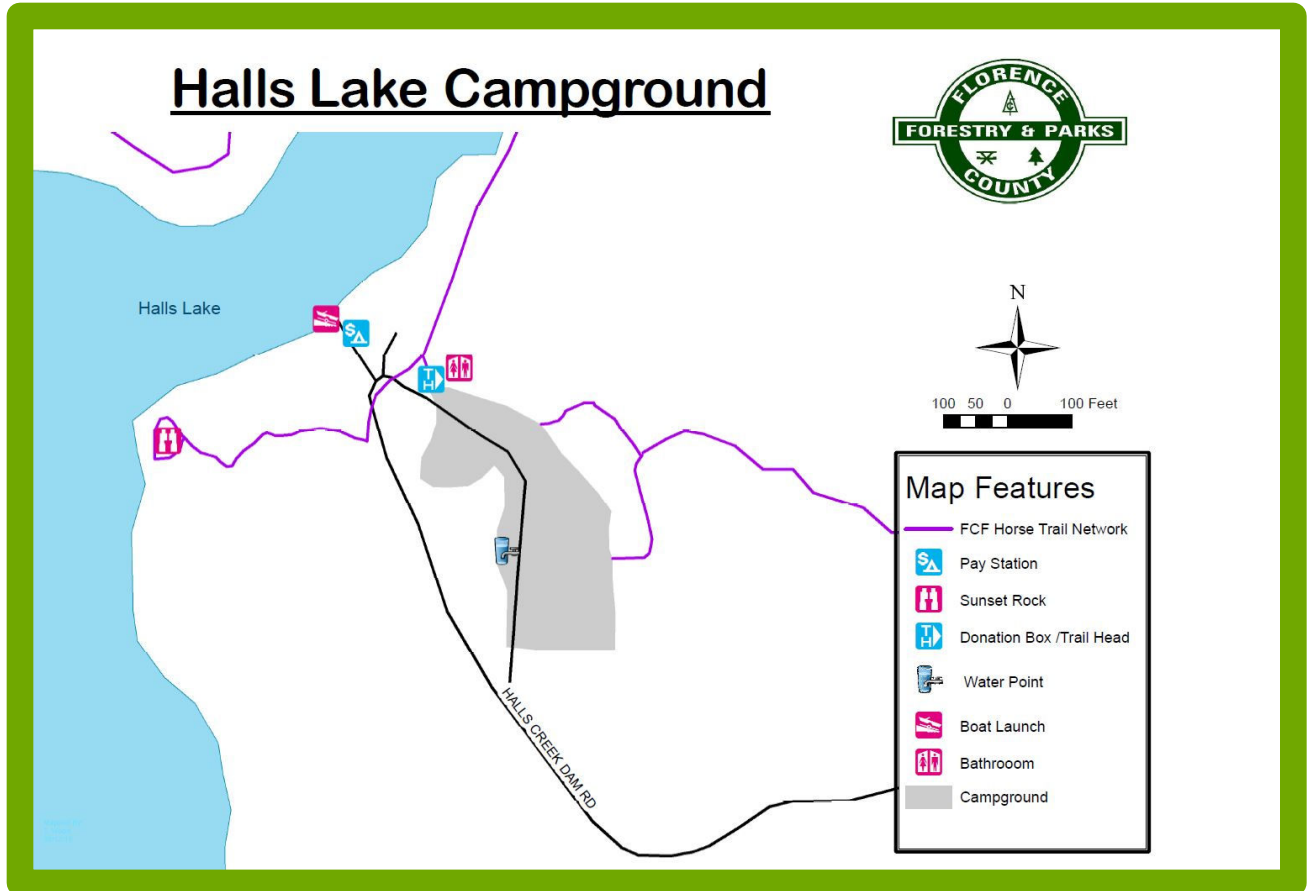 Halls Lake Campground
FLORENCE
FORESTRY & PARKS
COUNTY
Halls Lake
N
100 50 0 100 Feet
HALLS CREEK DAM RD
Map Features
FCF Horse Trail Network
Pay Station
Sunset Rock
Donation Box /Trail Head
Water Point
Boat Launch
Bathrooom
Campground